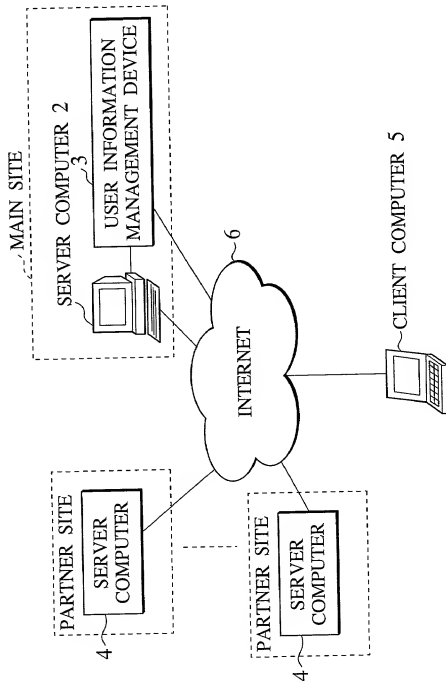 MAIN SITE
SERVER COMPUTER 2
3
USER INFORMATION
MANAGEMENT DEVICE
6
INTERNET
CLIENT COMPUTER 5
PARTNER SITE
SERVER
COMPUTER
4
PARTNER SITE
SERVER
COMPUTER
4